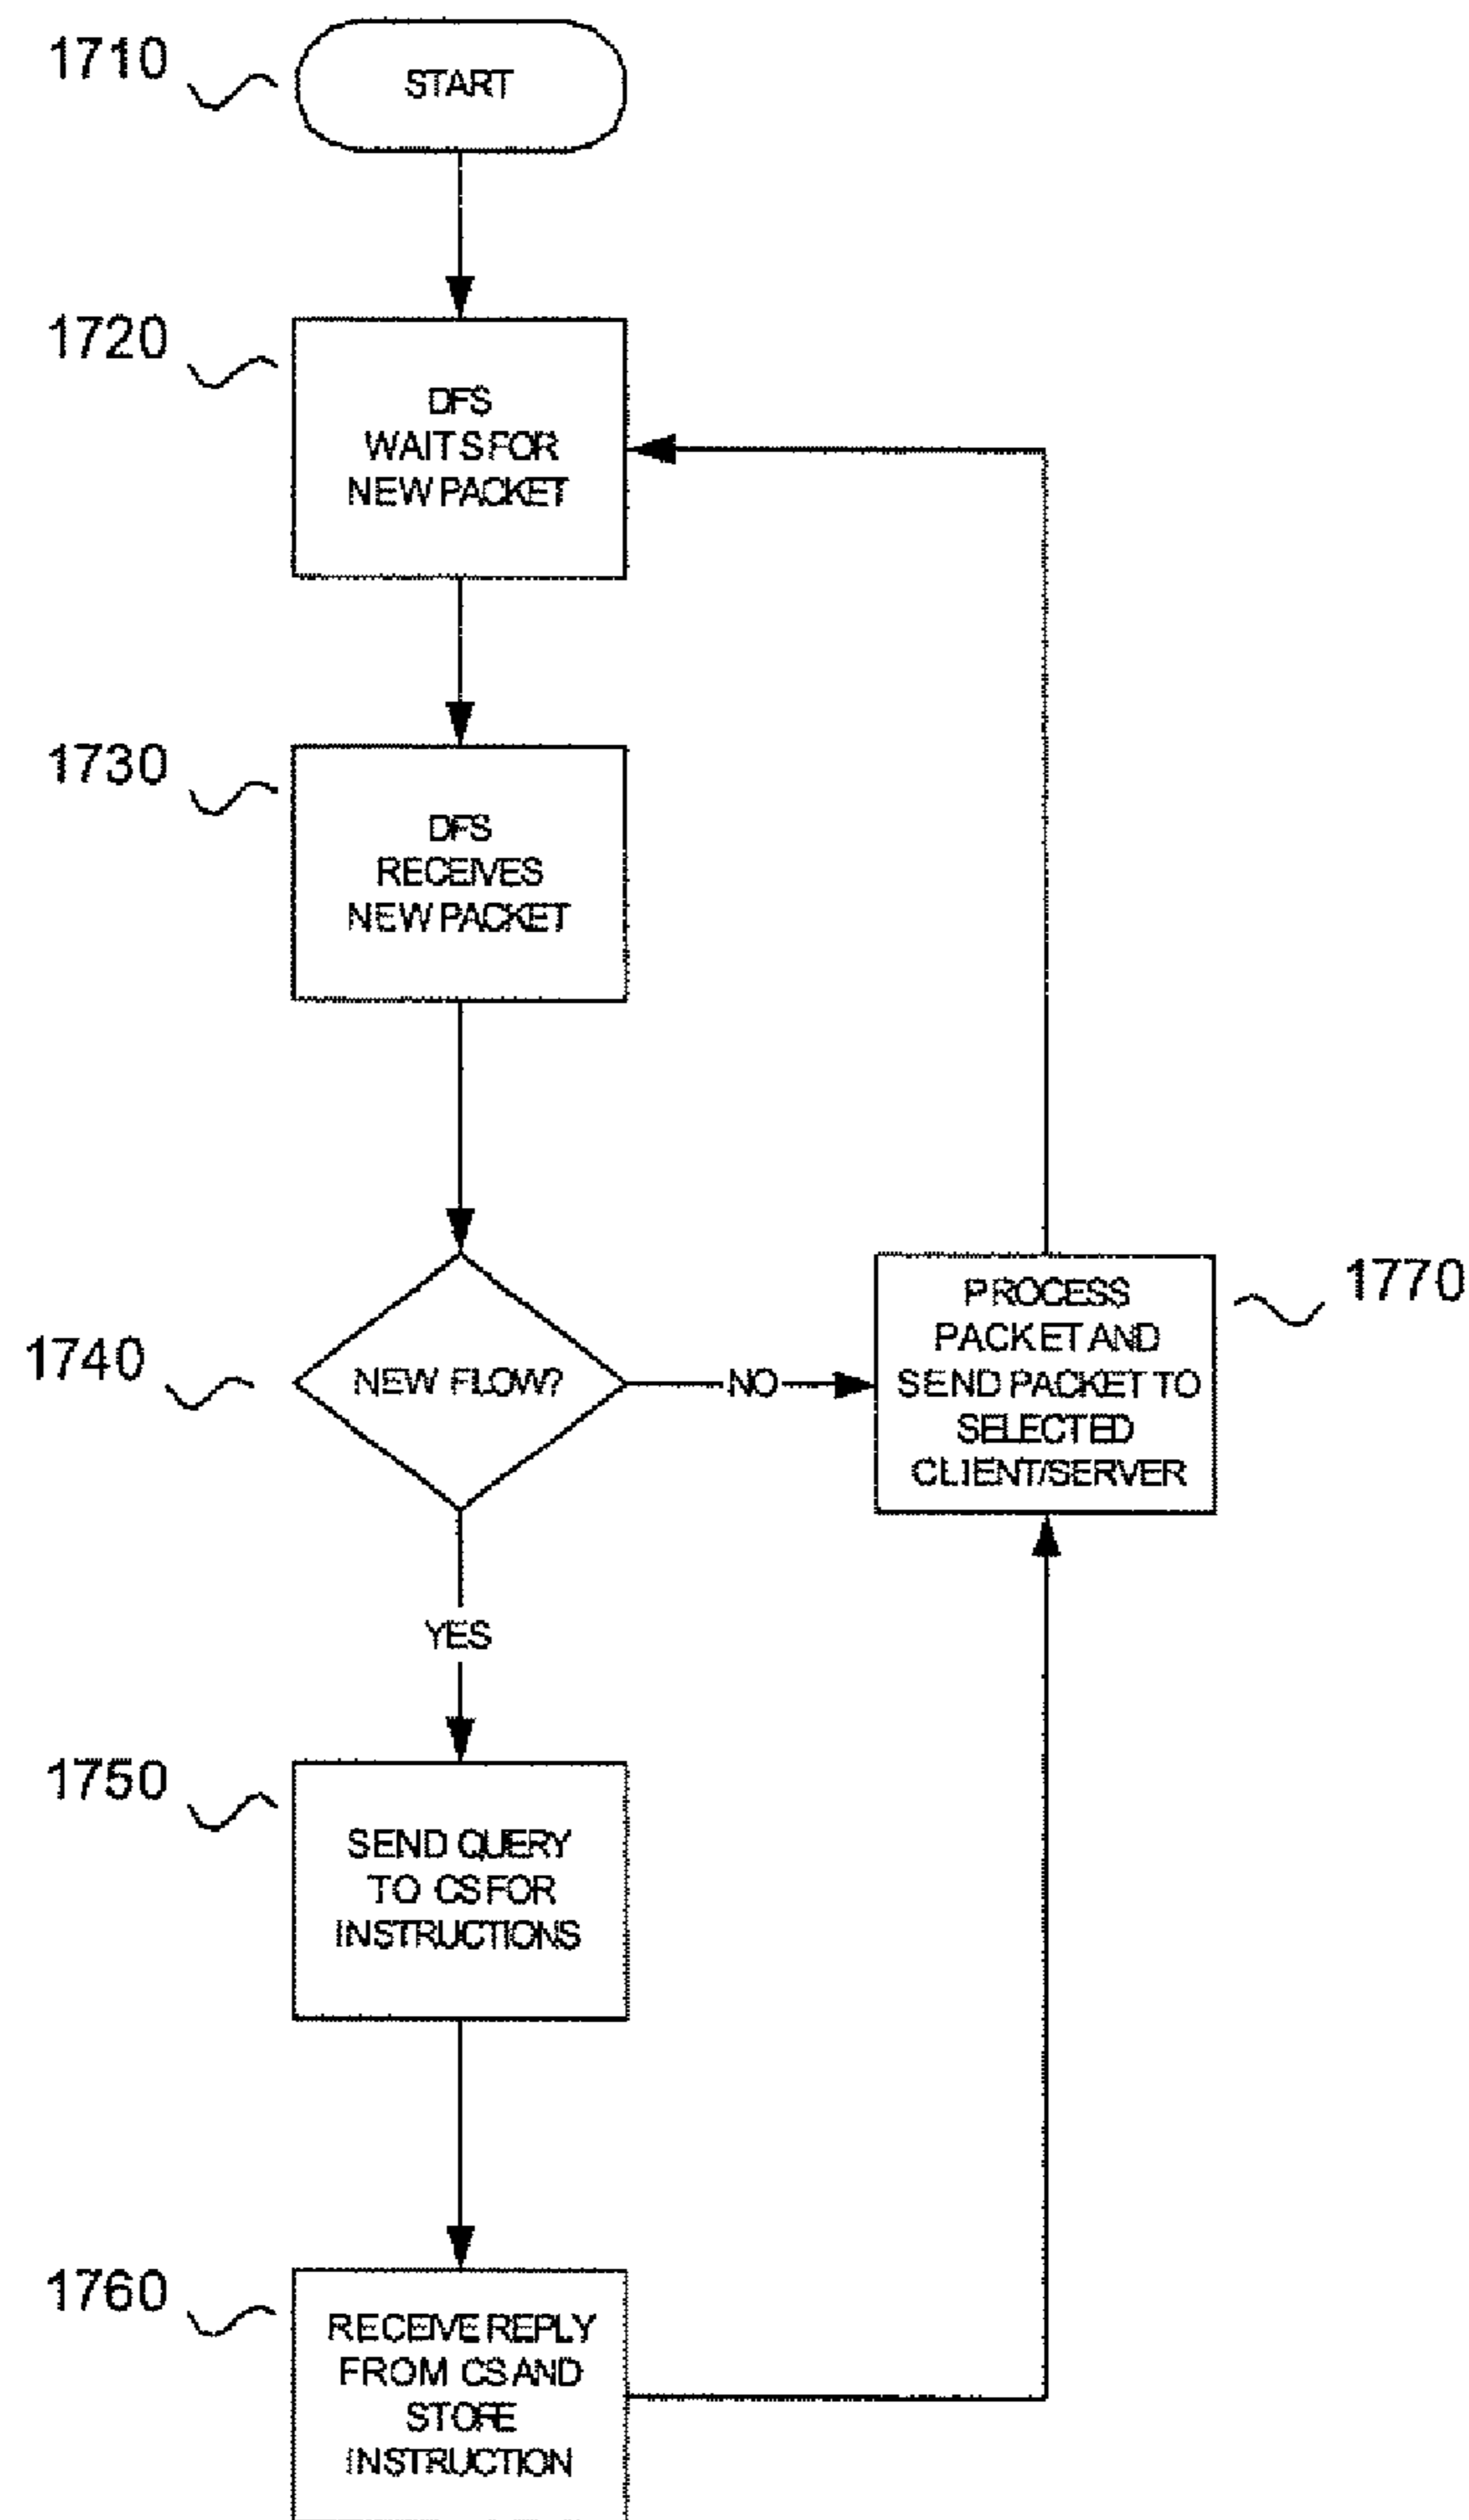 1710
START
1720
DFS
WAITS FOR
NEW PACKET
1730
DFS
RECEIVES
NEW PACKET
1740
NEW FLOW?
NO
1770
PROCESS
PACKET AND
SEND PACKET TO
SELECTED
CLIENT/SERVER
YES
1750
SEND QUERY
TO CS FOR
INSTRUCTIONS
1760
RECEIVE REPLY
FROM CS AND
STORE
INSTRUCTION